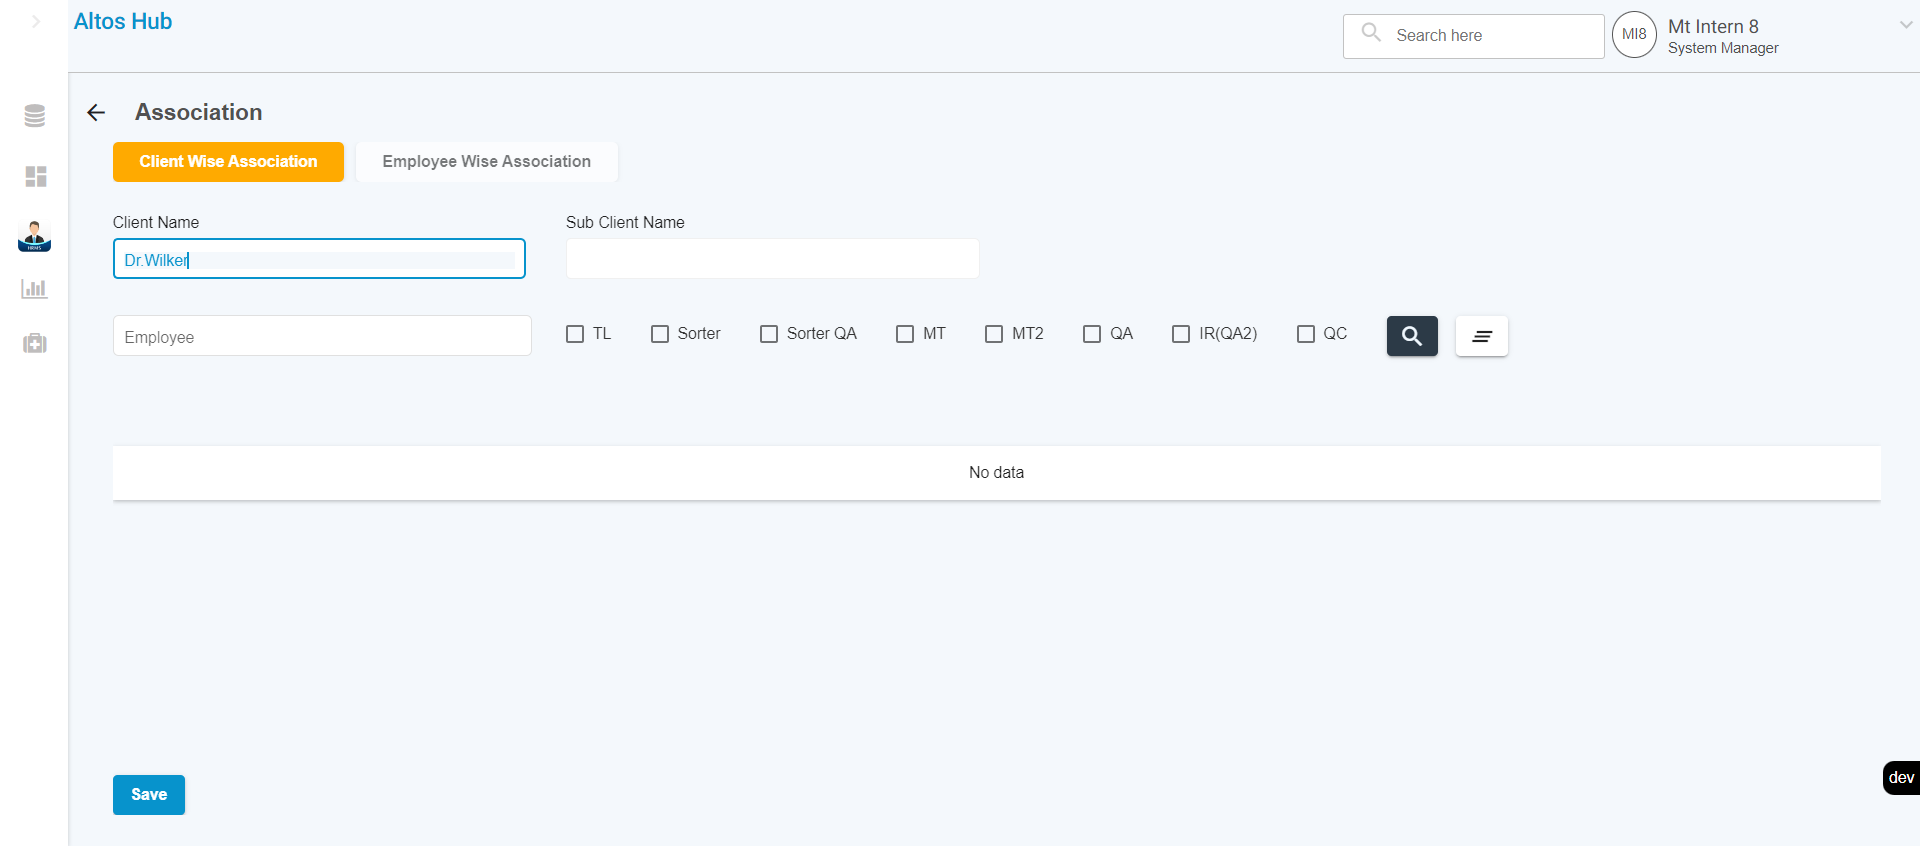 Altos Hub
Search here
MI8
Mt Intern 8
System Manager
Association
Client Wise Association
Employee Wise Association
Client Name
Sub Client Name
Dr.Wilker
Employee
TL
Sorter
Sorter QA
MT
MT2
QA
IR(QA2)
QC
HRMS
No data
dev
Save